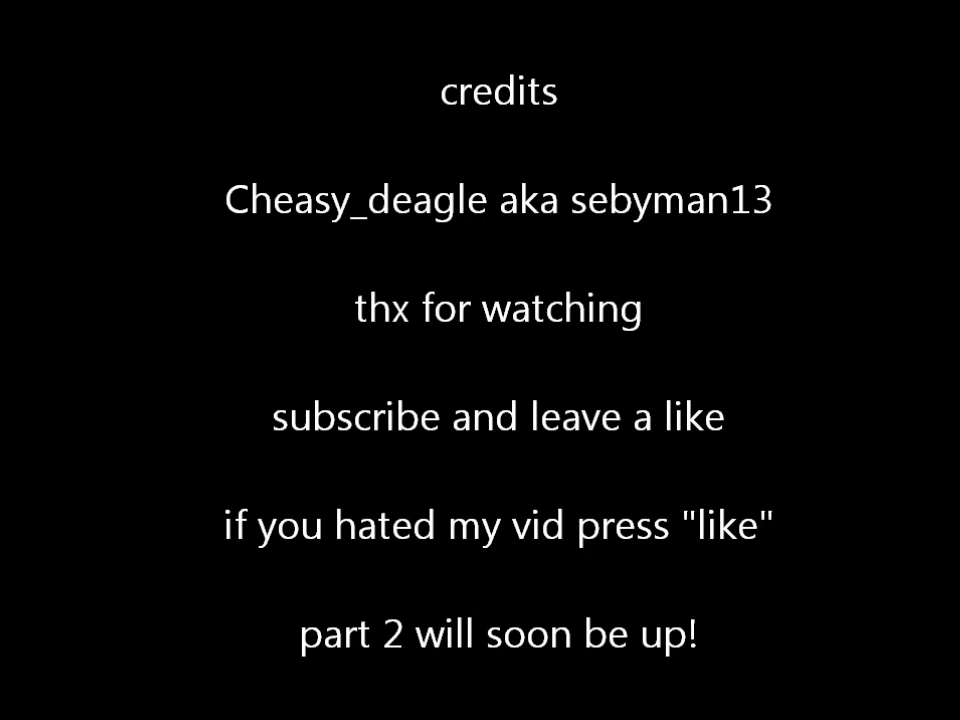 credits
Cheasy_deagle aka sebyman13
thx for watching
subscribe and leave a like
if you hated my vid press "like"
part 2 will soon be up!